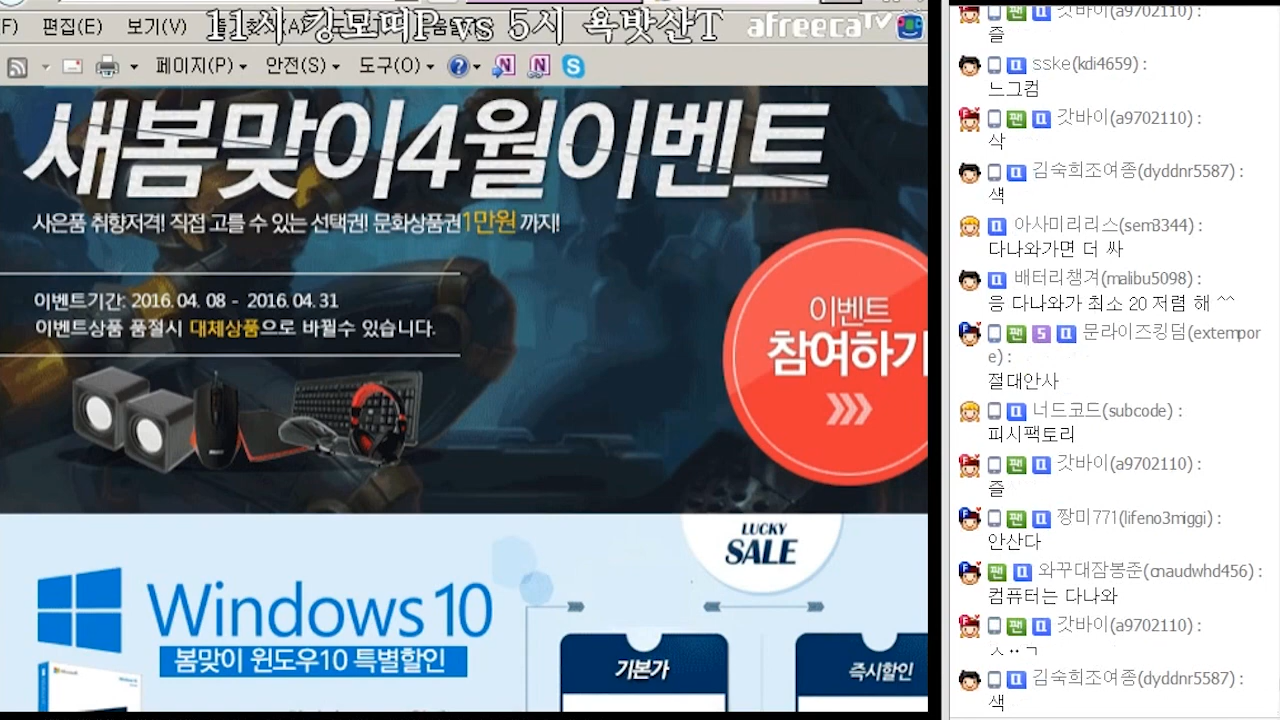 F) 편집(E) 보기(V)
11시 캉모띠P vs 5시 욕밧산T
afreecaTV
페이지(P) 안전(S) 도구(O)
새봄맞이4월이벤트
사은품 취향저격! 직접 고를 수 있는 선택권! 문화상품권1만원 까지!
이벤트기간: 2016. 04. 08 - 2016. 04. 31
이벤트상품 품절시 대체상품으로 바뀔수 있습니다.
이벤트
참여하기
LUCKY
SALE
Windows 10
봄맞이 윈도우10 특별할인
기본가
즉시할인
갓바이(a9702110) :
즐
sske(kdi4659) :
느그컴
갓바이(a9702110) :
삭
김숙희조여종(dyddnr5587) :
색
아사미리리스(sem3344) :
다나와가면 더 싸
배터리챙겨(malibu5098) :
응 다나와가 최소 20 저렴 해 ^^
문라이즈킹덤(extempor
e) :
절대안사
너드코드(subcode) :
피시팩토리
갓바이(a9702110) :
즐
짱미771(lifeno3miggi) :
안산다
와꾸대잠봉준(cnaudwhd456) :
컴퓨터는 다나와
갓바이(a9702110) :
ㅅ··ㄱ
김숙희조여종(dyddnr5587) :
색